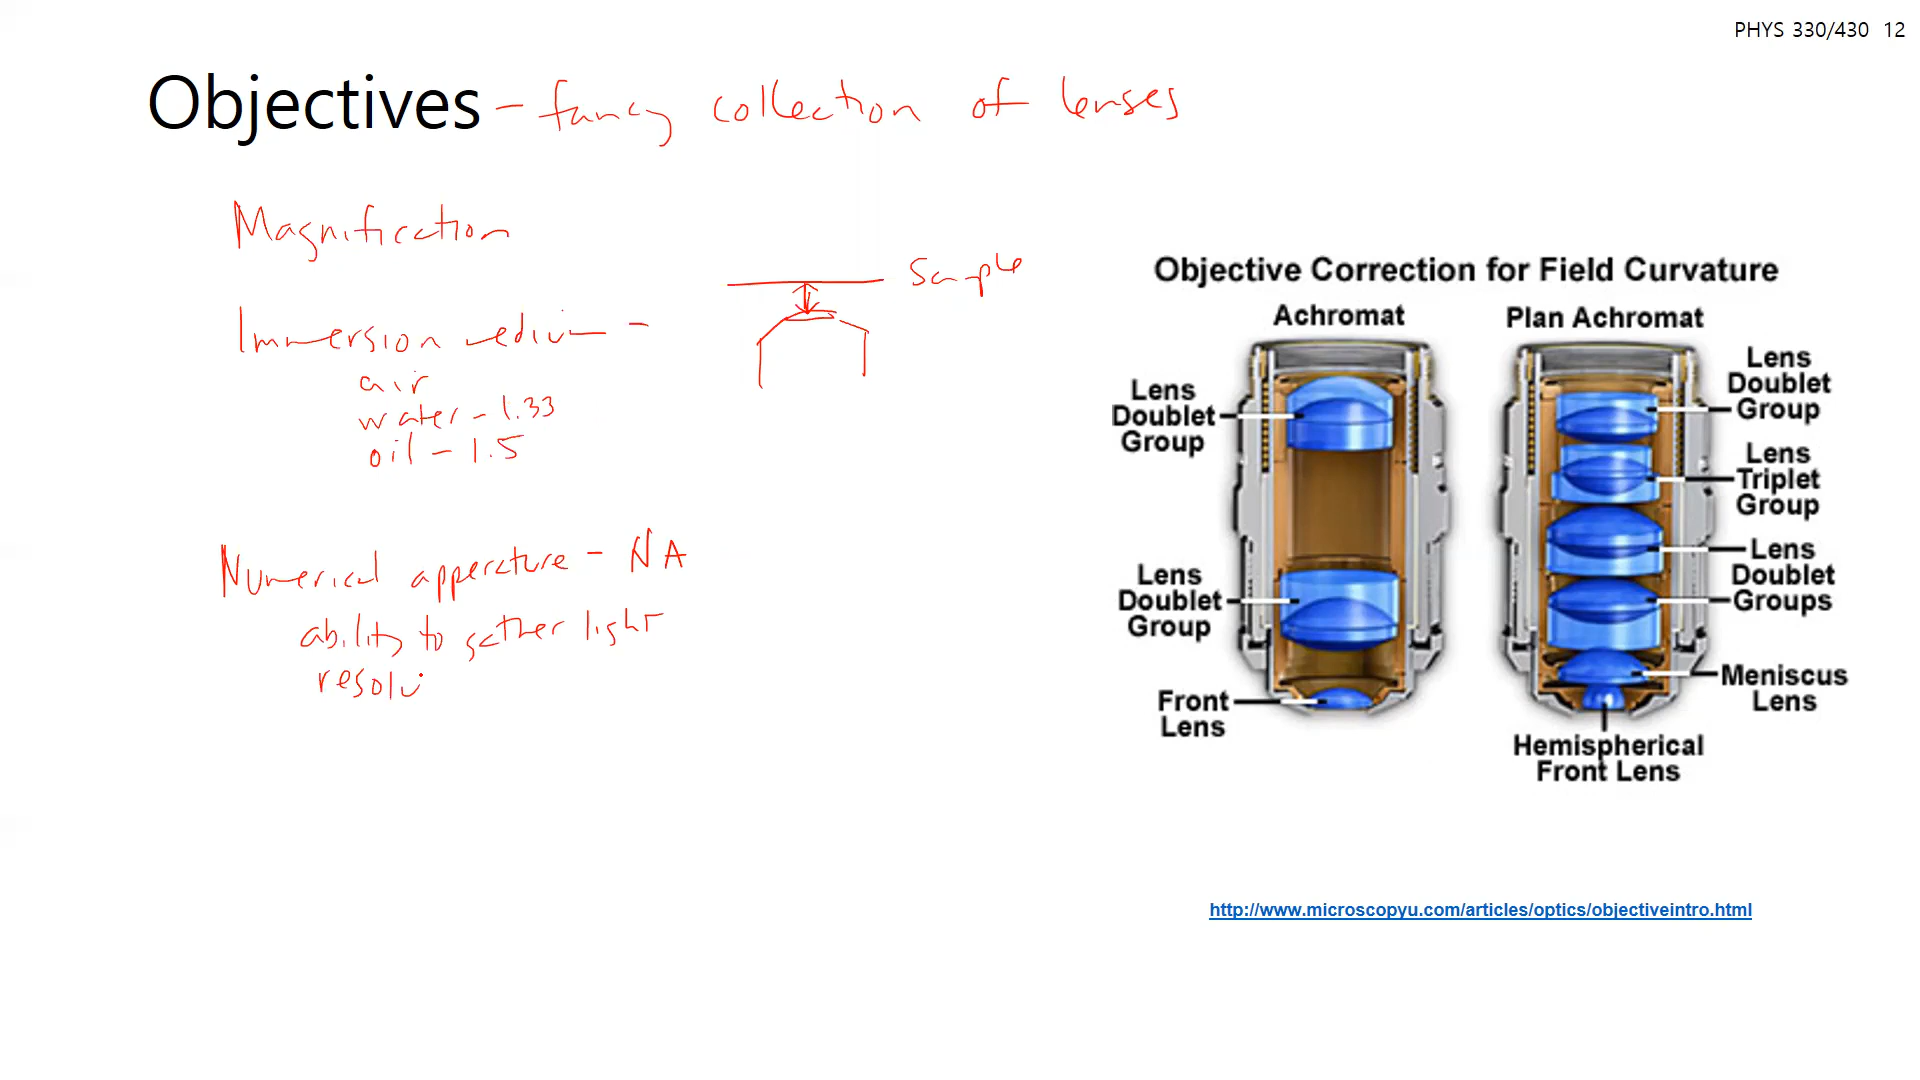 PHYS 330/430 12
Objectives - fancy collection of lenses
Magnification
Sample
Immersion medium -
air
water - 1.33
oil - 1.5
Numerical apperature - NA
ability to gather light
resolvi
Objective Correction for Field Curvature
Achromat
Lens
Doublet
Group
Lens
Doublet
Group
Front
Lens
Plan Achromat
Lens
Doublet
Group
Lens
Triplet
Group
Lens
Doublet
Groups
Meniscus
Lens
Hemispherical
Front Lens
http://www.microscopyu.com/articles/optics/objectiveintro.html